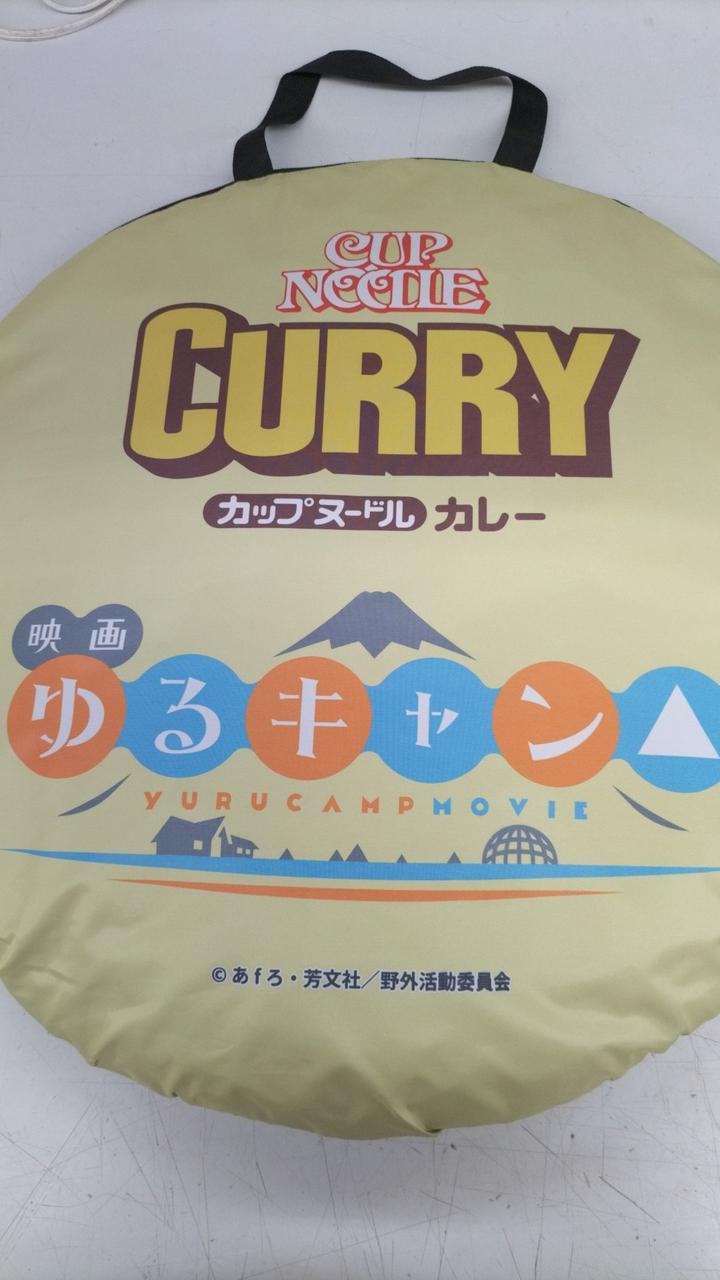 CUP
NOODLE
CURRY
カップヌードル カレー
映画
ゆるキャン△
YURUCAMPMOVIE
©あfろ・芳文社／野外活動委員会